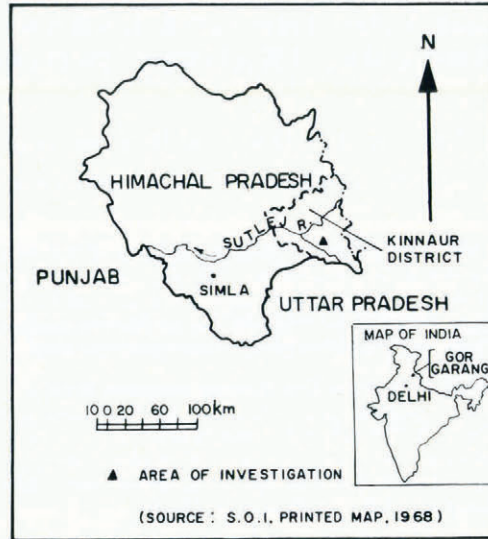 N
HIMACHAL PRADESH
SUTLEJ R.
KINNAUR
DISTRICT
PUNJAB
SIMLA
UTTAR PRADESH
MAP OF INDIA
GOR
GARANG
DELHI
10 0 20 60 100km
▲ AREA OF INVESTIGATION
(SOURCE: S.O.I. PRINTED MAP, 1968)